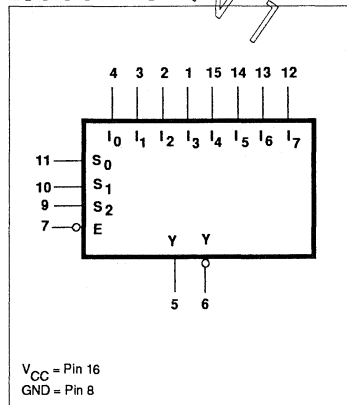 4 3 2 1 15 14 13 12
I0 I1 I2 I3 I4 I5 I6 I7
11 S0
10 S1
9 S2
7 E
Y Y
5 6
VCC = Pin 16
GND = Pin 8